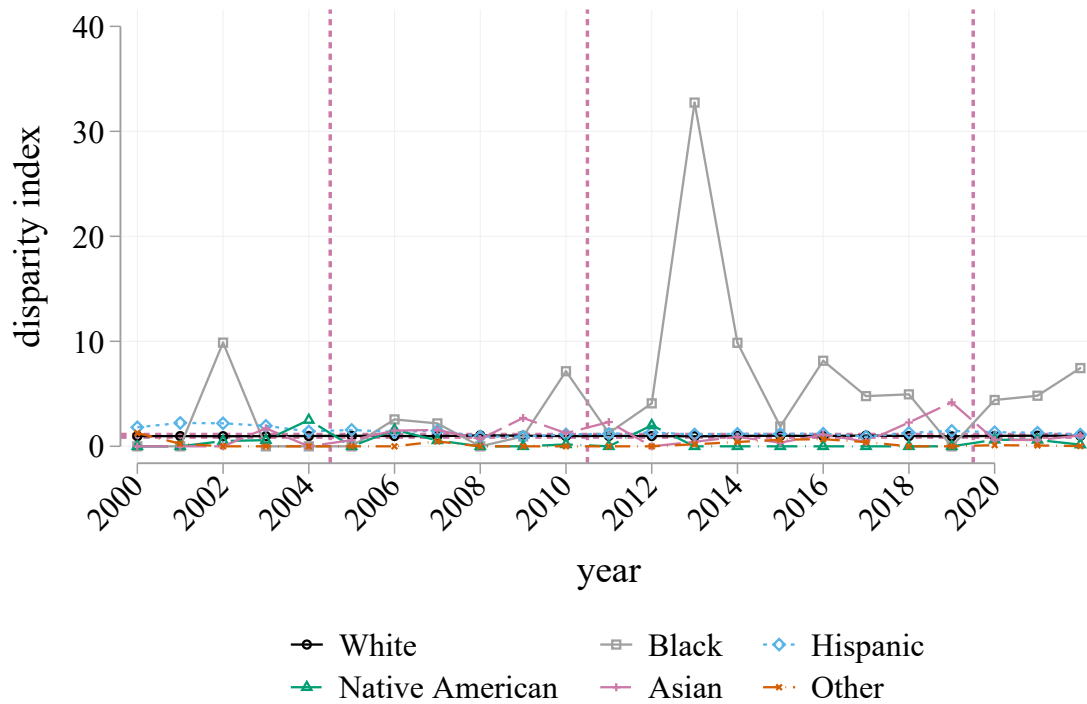 disparity index
40
30
20
10
0
2000 2002 2004 2006 2008 2010 2012 2014 2016 2018 2020
year
White Black Hispanic
Native American Asian Other